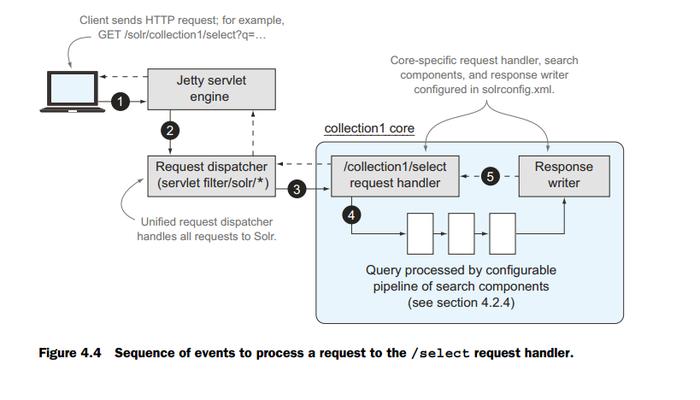 Client sends HTTP request; for example,
GET /solr/collection1/select?q=…
Jetty servlet
engine
1
2
Request dispatcher
(servlet filter/solr/*)
3
Unified request dispatcher
handles all requests to Solr.
Core-specific request handler, search
components, and response writer
configured in solrconfig.xml.
collection1 core
/collection1/select
request handler
5
Response
writer
4
Query processed by configurable
pipeline of search components
(see section 4.2.4)
Figure 4.4 Sequence of events to process a request to the /select request handler.